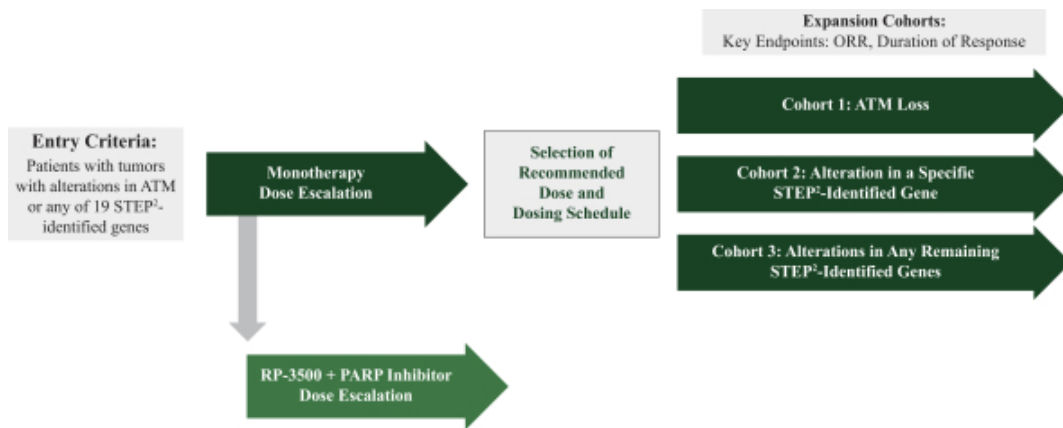 Expansion Cohorts:
Key Endpoints: ORR, Duration of Response
Entry Criteria:
Patients with tumors
with alterations in ATM
or any of 19 STEP²-
identified genes
Monotherapy
Dose Escalation
Selection of
Recommended
Dose and
Dosing Schedule
Cohort 1: ATM Loss
Cohort 2: Alteration in a Specific
STEP²-Identified Gene
Cohort 3: Alterations in Any Remaining
STEP²-Identified Genes
RP-3500 + PARP Inhibitor
Dose Escalation